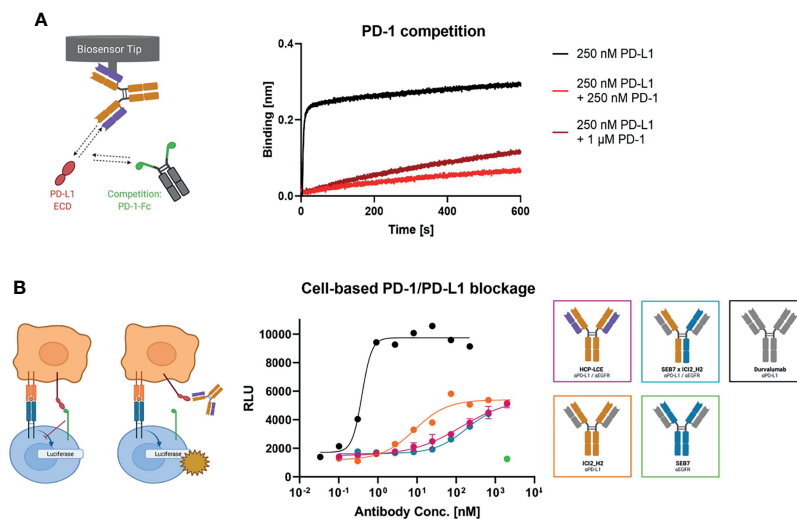 A
Biosensor Tip
PD-L1
ECD
Competition:
PD-1-Fc
PD-1 competition
Binding [nm]
0.4
0.2
0.0
200
400
600
Time [s]
250 nM PD-L1
250 nM PD-L1
+ 250 nM PD-1
250 nM PD-L1
+ 1 µM PD-1
B
Luciferase
Luciferase
Cell-based PD-1/PD-L1 blockage
RLU
10000
8000
6000
4000
2000
0
10⁻²
10⁻¹
10⁰
10¹
10²
10³
10⁴
Antibody Conc. [nM]
HCP-LCE
αPD-L1 / αEGFR
SEB7 x ICI2_H2
αPD-L1 / αEGFR
Durvalumab
αPD-L1
ICI2_H2
αPD-L1
SEB7
αEGFR